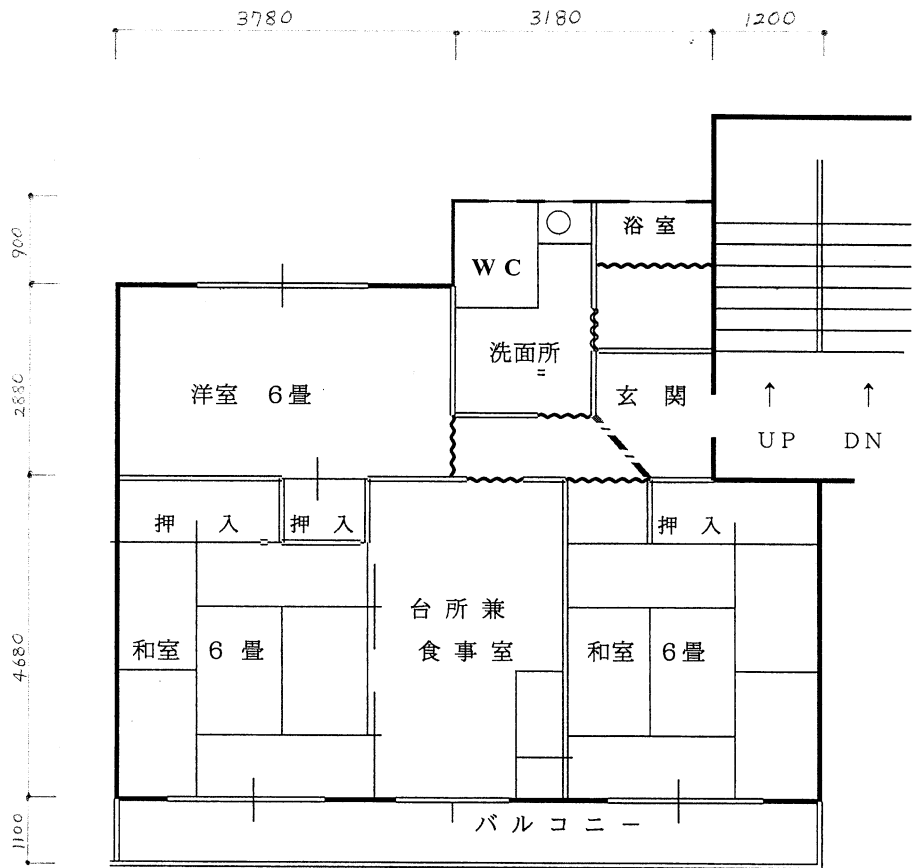 3780
3180
1200
900
2880
4680
1100
浴 室
WC
洗面所
洋室 6畳
玄 関
↑ ↑
UP DN
押 入
押 入
押 入
台 所 兼
食 事 室
和室 6 畳
和室 6畳
バ ル コ ニ ー